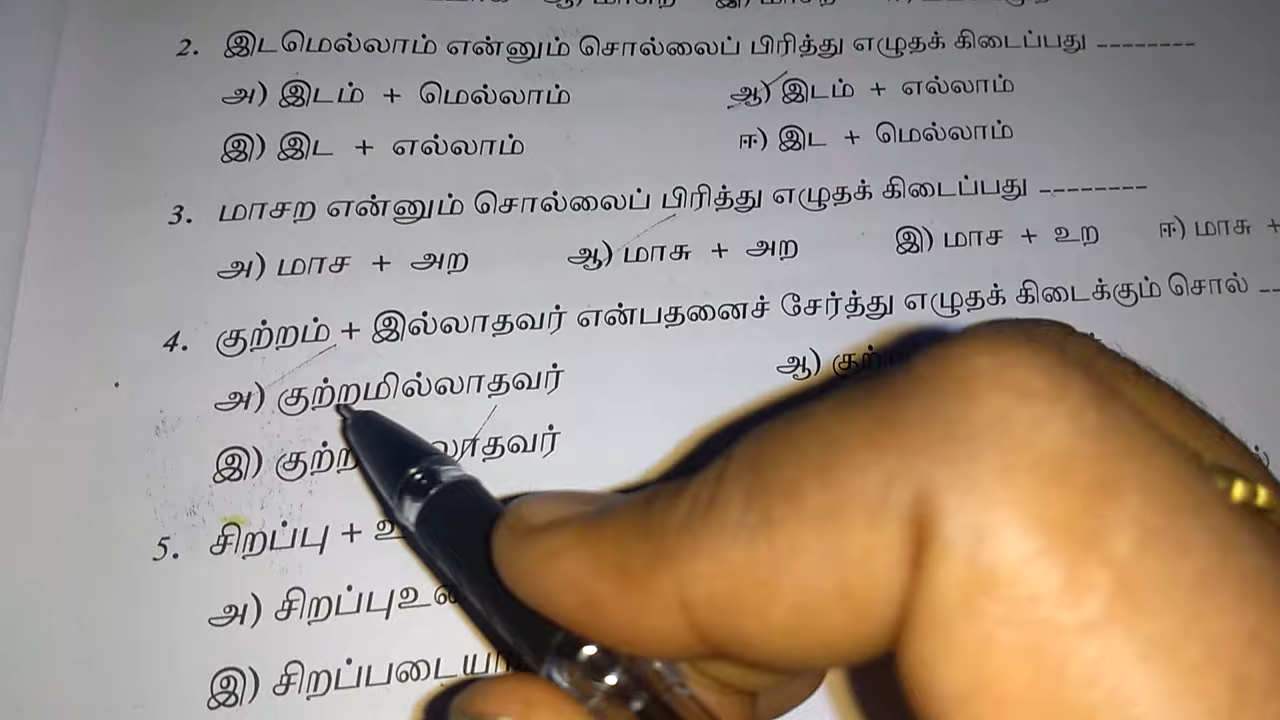 2. இடமெல்லாம் என்னும் சொல்லைப் பிரித்து எழுதக் கிடைப்பது --------
அ) இடம் + மெல்லாம் ஆ) இடம் + எல்லாம்
இ) இட + எல்லாம் ஈ) இட + மெல்லாம்
3. மாசற என்னும் சொல்லைப் பிரித்து எழுதக் கிடைப்பது --------
அ) மாச + அற ஆ) மாசு + அற இ) மாச + உற ஈ) மாசு +
4. குற்றம் + இல்லாதவர் என்பதனைச் சேர்த்து எழுதக் கிடைக்கும் சொல் --
அ) குற்றமில்லாதவர் ஆ)
இ)
5. சிறப்பு +
அ)
இ)